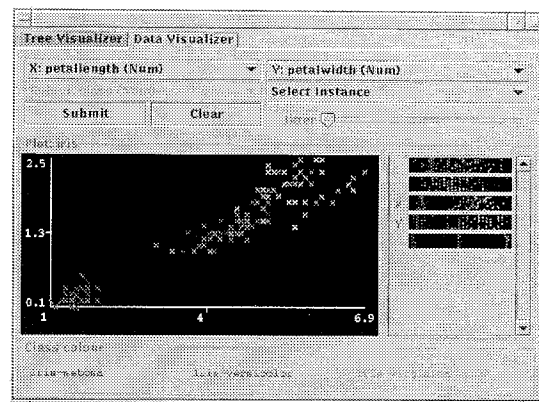 Tree Visualizer Data Visualizer
X: petallength (Num) Y: petalwidth (Num)
Select Instance
Submit Clear Jitter
Plot: iris
2.5
1.3
0.1
1 4 6.9
X
Y
Class colour
Iris-setosa Iris-versicolor